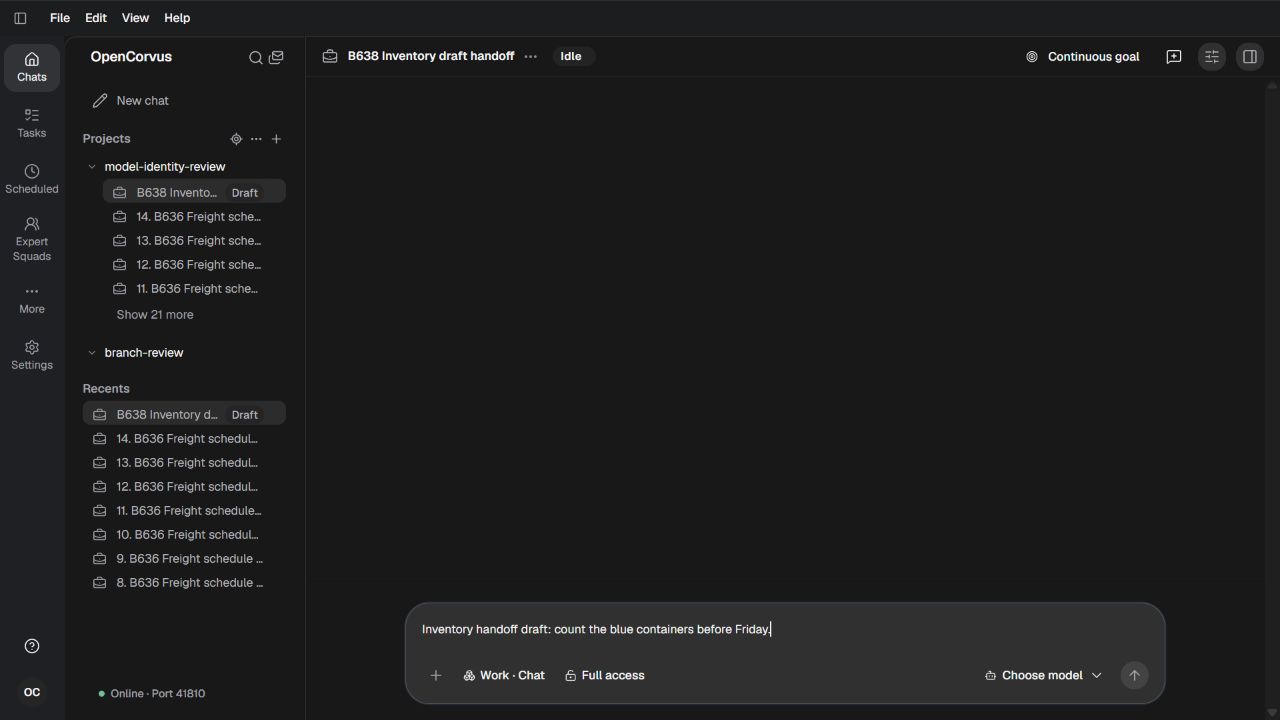 File Edit View Help
Chats
Tasks
Scheduled
Expert
Squads
More
Settings
OC
OpenCorvus
New chat
Projects
model-identity-review
B638 Invento... Draft
14. B636 Freight sche...
13. B636 Freight sche...
12. B636 Freight sche...
11. B636 Freight sche...
Show 21 more
branch-review
Recents
B638 Inventory d... Draft
14. B636 Freight schedul...
13. B636 Freight schedul...
12. B636 Freight schedul...
11. B636 Freight schedule...
10. B636 Freight schedul...
9. B636 Freight schedule ...
8. B636 Freight schedule ...
Online · Port 41810
B638 Inventory draft handoff ... Idle
Continuous goal
Inventory handoff draft: count the blue containers before Friday.
Work · Chat Full access Choose model